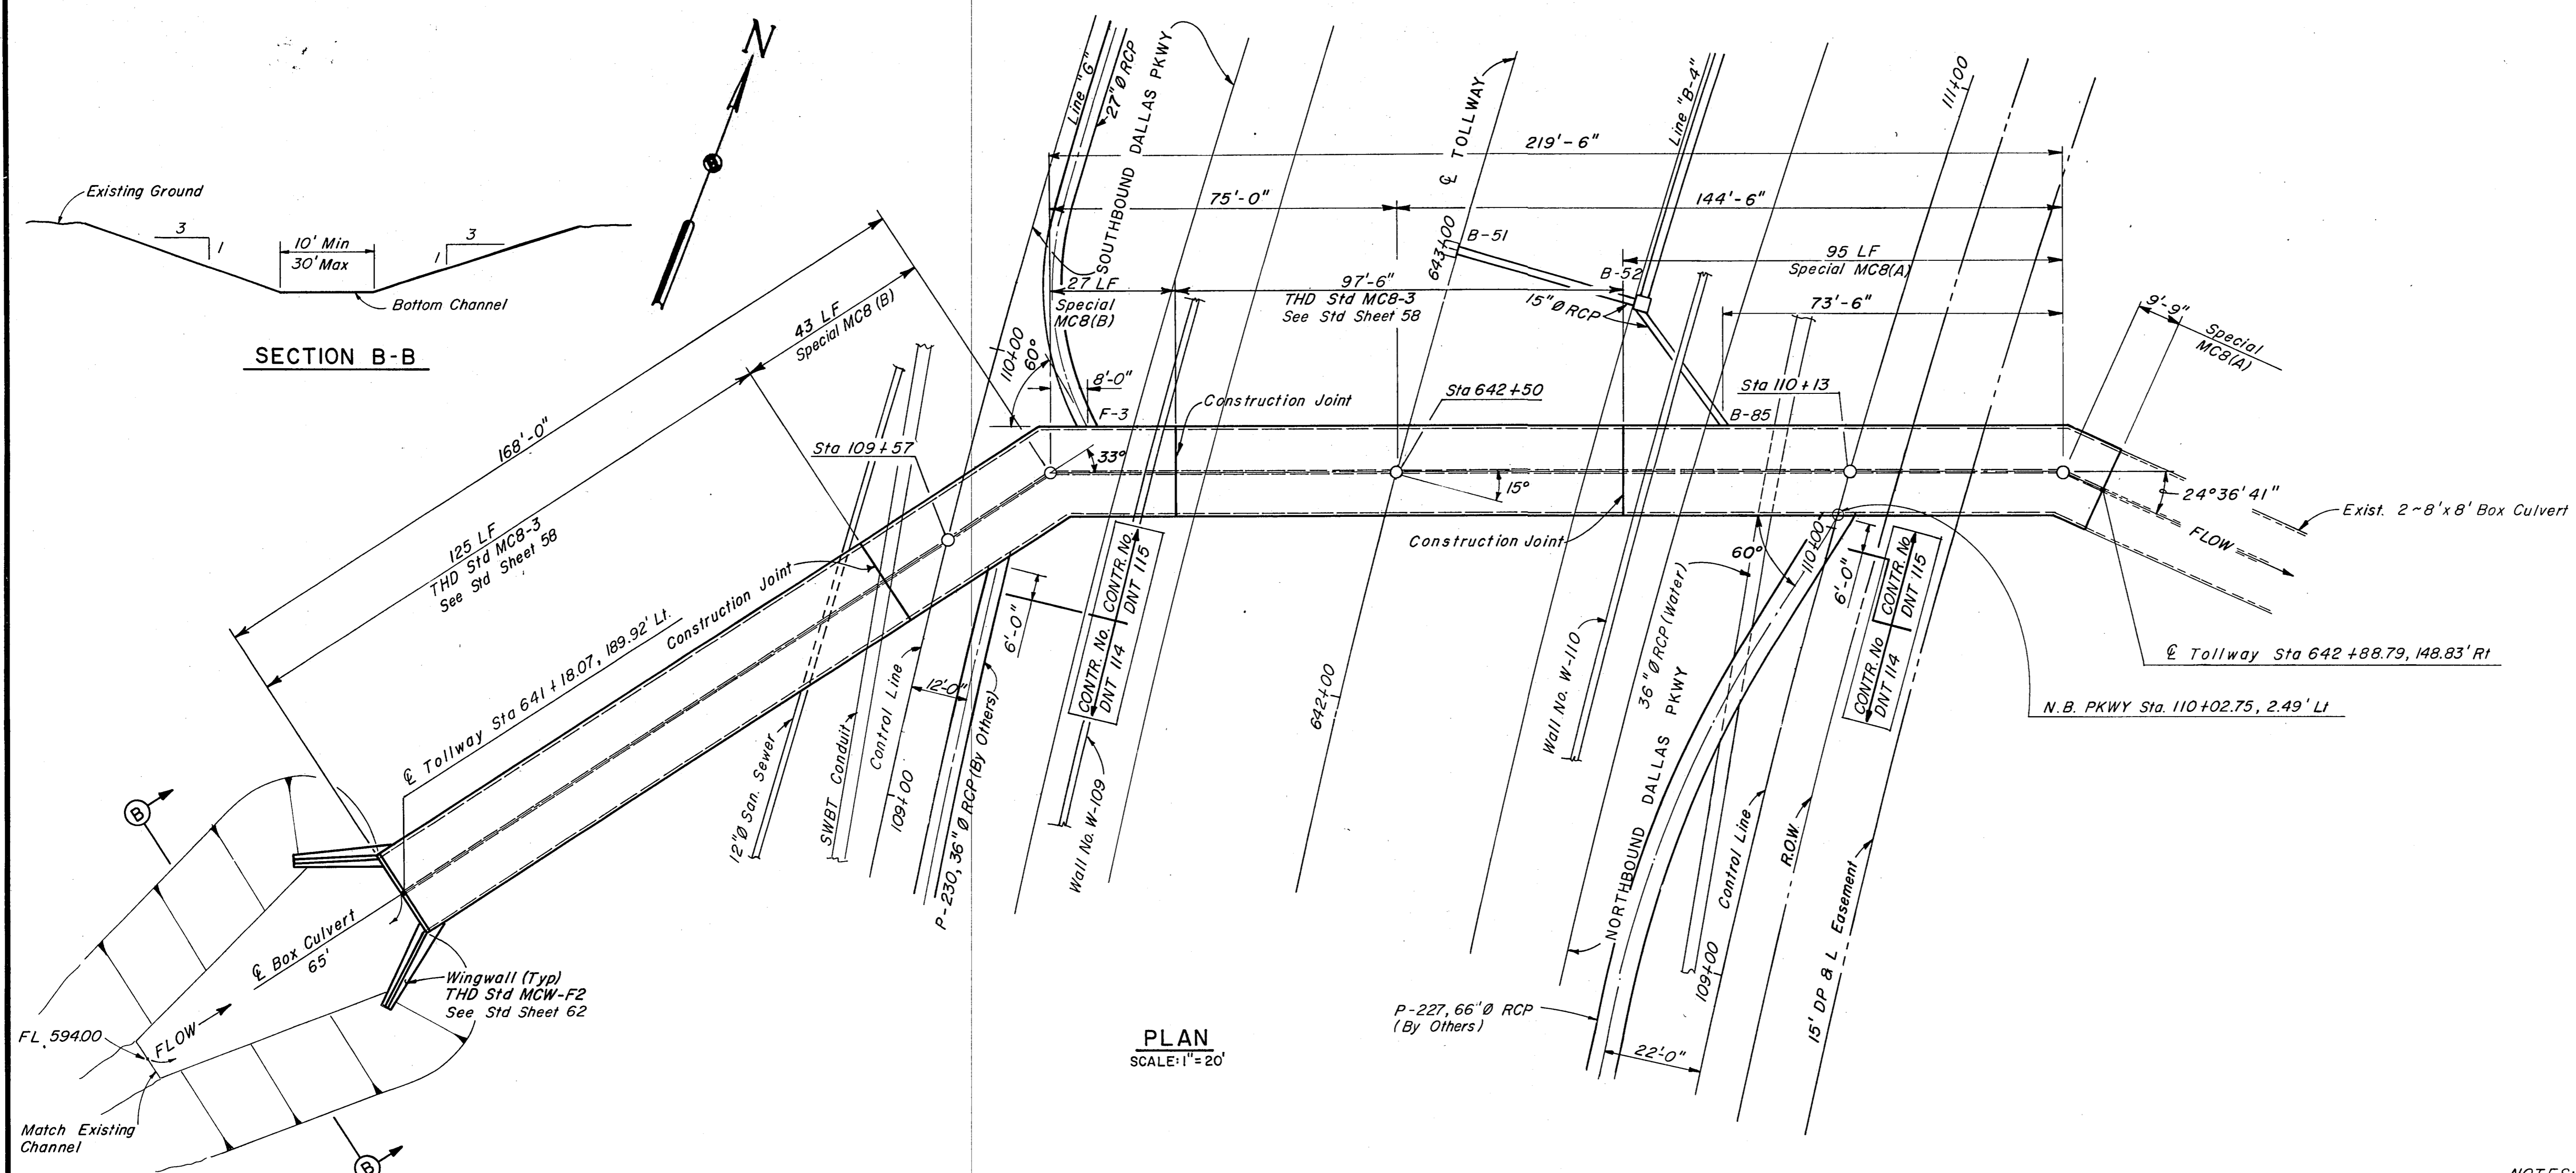 N
Existing Ground
3
1
10' Min
30' Max
3
1
Bottom Channel
SECTION B-B
Line "G"
27" Ø RCP
SOUTHBOUND DALLAS PKWY
℄ TOLLWAY
Line "B-4"
111+00
219'-6"
75'-0"
144'-6"
643+00
B-51
B-52
95 LF
Special MC8(A)
27 LF
Special
MC8(B)
97'-6"
THD Std MC8-3
See Std Sheet 58
15" Ø RCP
73'-6"
9'-9"
Special
MC8(A)
43 LF
Special MC8 (B)
110+00
60°
8'-0"
F-3
Construction Joint
Sta 642+50
Sta 110+13
B-85
168'-0"
Sta 109+57
33°
15°
24°36'41"
Exist. 2~8'x8' Box Culvert
FLOW
125 LF
THD Std MC8-3
See Std Sheet 58
Construction Joint
Construction Joint
60°
110+00
6'-0"
CONTR. No.
DNT 115
CONTR. No.
DNT 114
6'-0"
CONTR. No.
DNT 115
CONTR. No
DNT 114
℄ Tollway Sta 641+18.07, 189.92' Lt.
12'-0"
℄ Tollway Sta 642+88.79, 148.83' Rt
N.B. PKWY Sta. 110+02.75, 2.49' Lt
12" Ø San. Sewer
SWBT Conduit
Control Line
109+00
P-230, 36" Ø RCP (By Others)
Wall No. W-109
642+00
Wall No. W-110
36" Ø RCP (Water)
NORTHBOUND DALLAS PKWY
Control Line
109+00
R.O.W.
15' DP & L Easement
B
℄ Box Culvert
65'
Wingwall (Typ)
THD Std MCW-F2
See Std Sheet 62
FL. 594.00
FLOW
P-227, 66" Ø RCP
(By Others)
22'-0"
PLAN
SCALE: 1"=20'
Match Existing
Channel
B
NOTES: